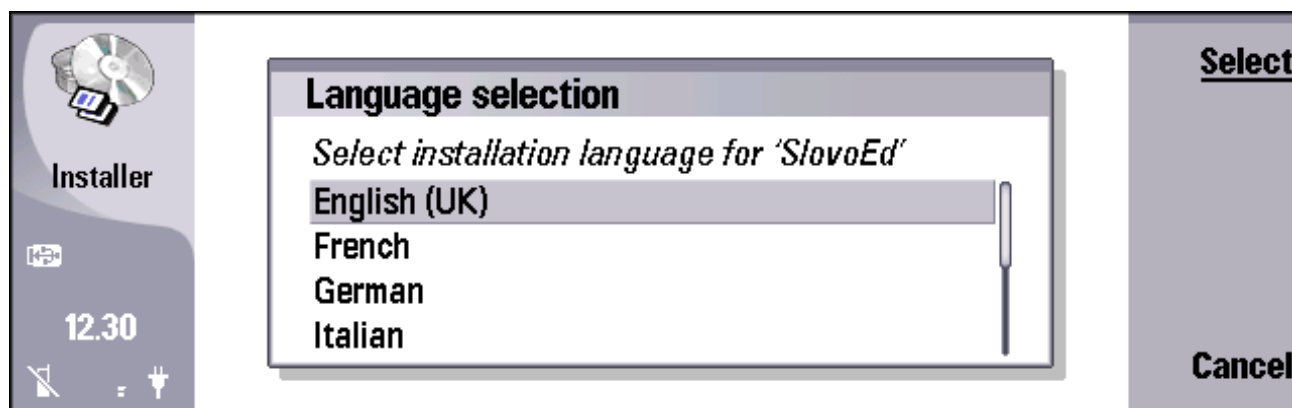 Installer
12.30
Language selection
Select installation language for 'SlovoEd'
English (UK)
French
German
Italian
Select
Cancel